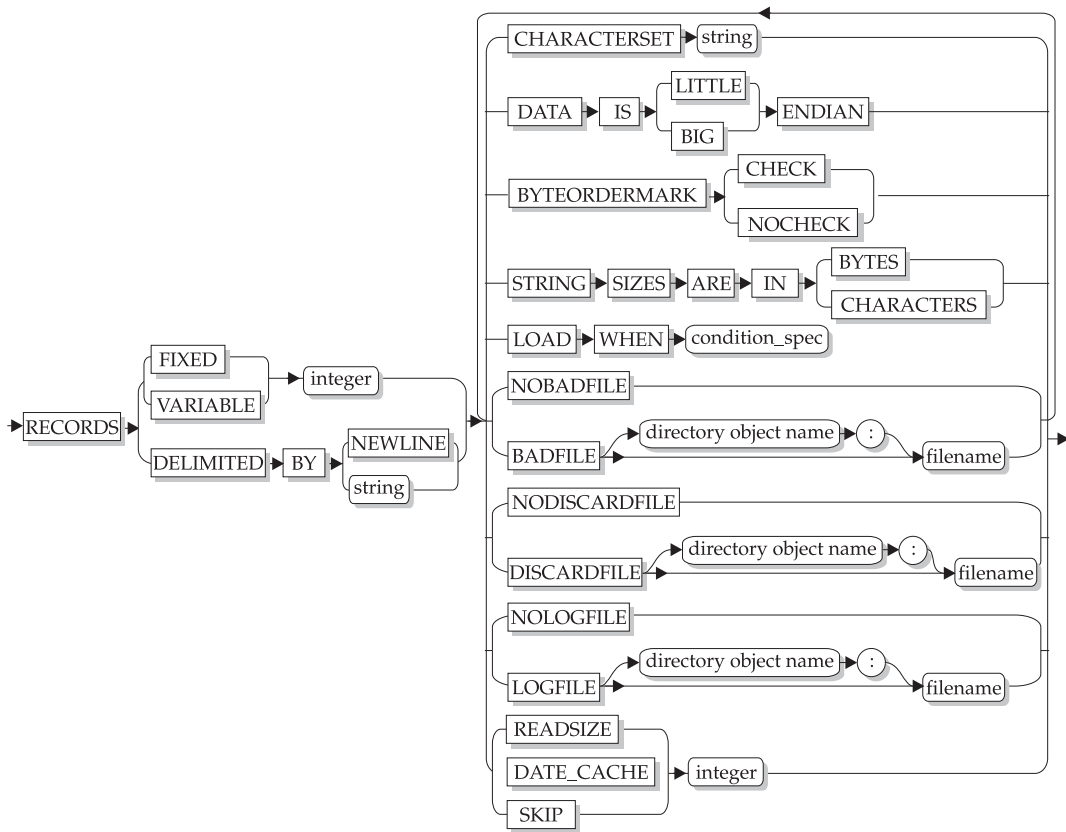 CHARACTERSET string
DATA IS LITTLE ENDIAN
BIG
BYTEORDERMARK CHECK
NOCHECK
STRING SIZES ARE IN BYTES
CHARACTERS
LOAD WHEN condition_spec
RECORDS FIXED integer
VARIABLE
DELIMITED BY NEWLINE
string
NOBADFILE
BADFILE directory object name : filename
NODISCARDFILE
DISCARDFILE directory object name : filename
NOLOGFILE
LOGFILE directory object name : filename
READSIZE
DATE_CACHE integer
SKIP